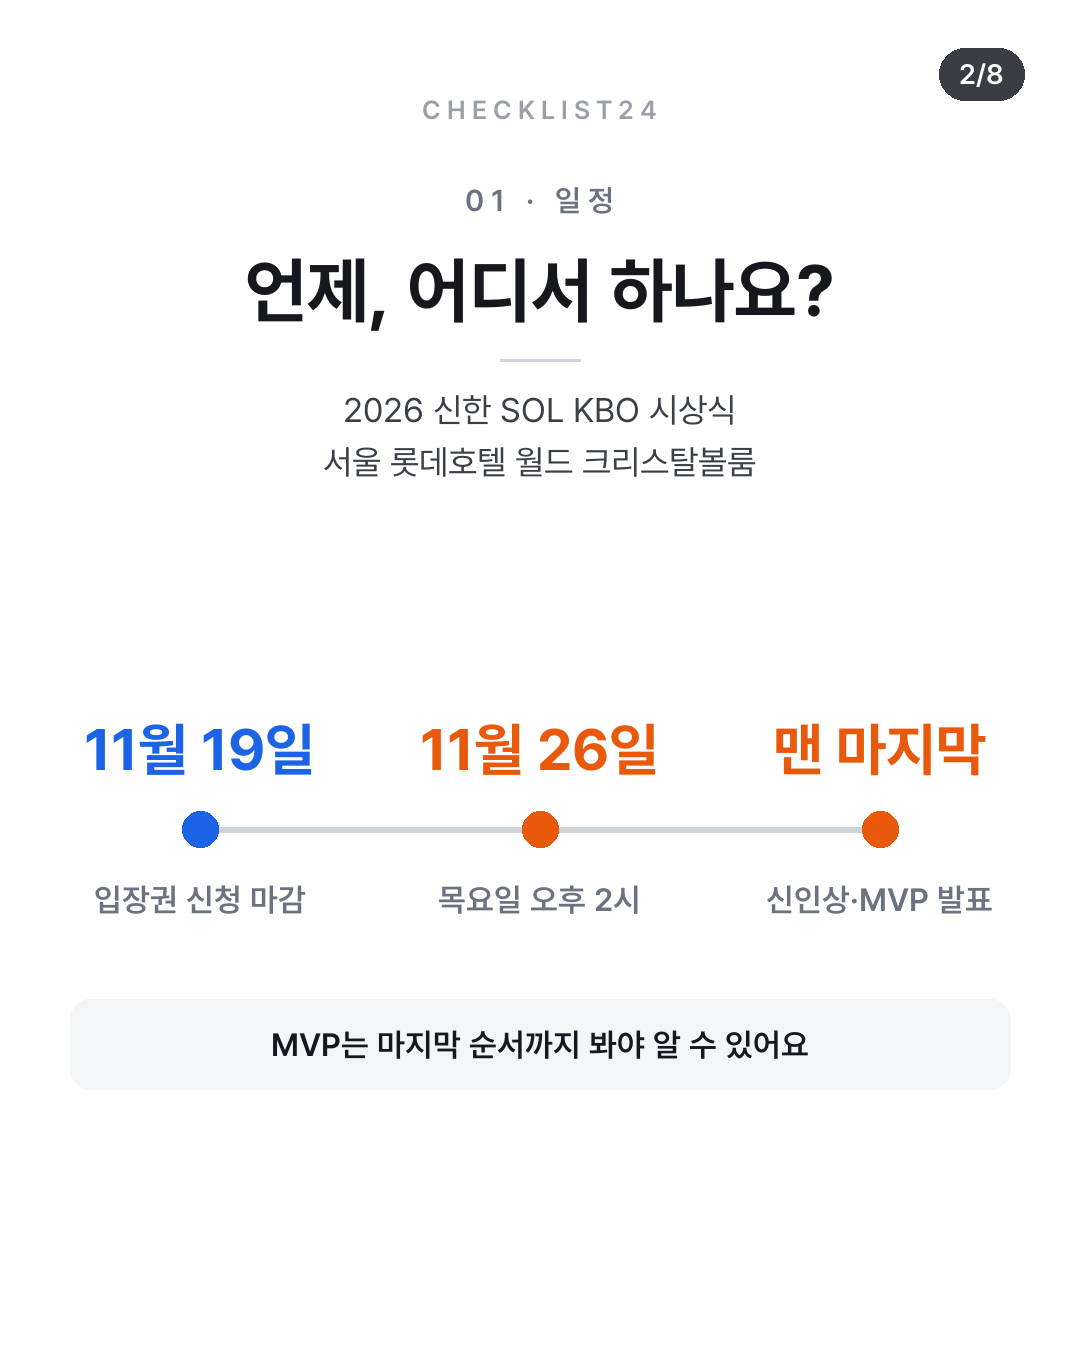 2/8
CHECKLIST24
01 · 일정
언제, 어디서 하나요?
2026 신한 SOL KBO 시상식
서울 롯데호텔 월드 크리스탈볼룸
11월 19일
11월 26일
맨 마지막
입장권 신청 마감
목요일 오후 2시
신인상·MVP 발표
MVP는 마지막 순서까지 봐야 알 수 있어요